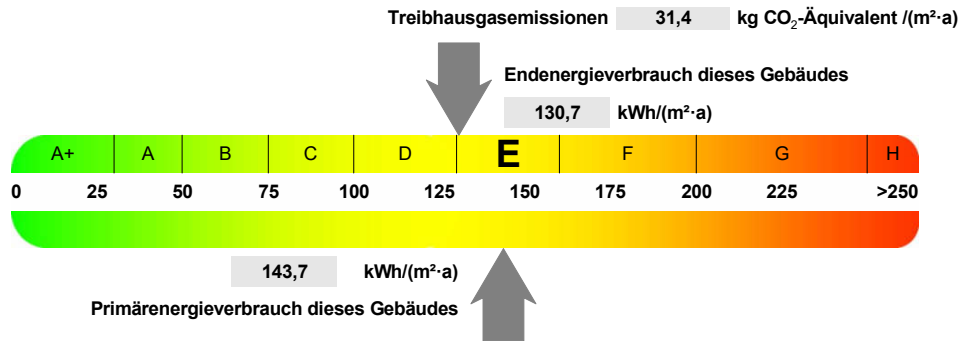 Treibhausgasemissionen 31,4 kg CO₂-Äquivalent /(m²·a)
Endenergieverbrauch dieses Gebäudes
130,7 kWh/(m²·a)
A+ A B C D E F G H
0 25 50 75 100 125 150 175 200 225 >250
143,7 kWh/(m²·a)
Primärenergieverbrauch dieses Gebäudes